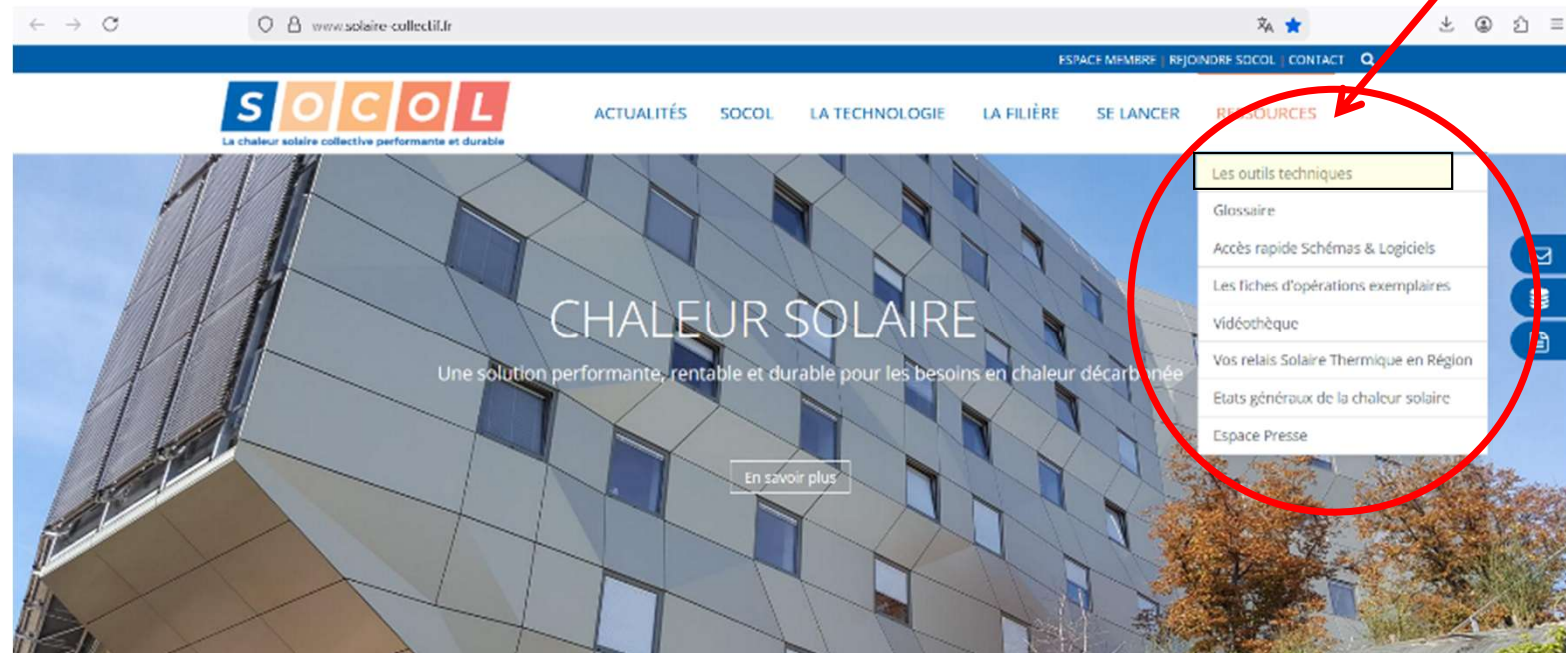 www.solaire-collectif.fr
ESPACE MEMBRE | REJOINDRE SOCOL | CONTACT
SOCOL
La chaleur solaire collective performante et durable
ACTUALITÉS SOCOL LA TECHNOLOGIE LA FILIÈRE SE LANCER RESSOURCES
Les outils techniques
Glossaire
Accès rapide Schémas & Logiciels
Les fiches d'opérations exemplaires
Vidéothèque
Vos relais Solaire Thermique en Région
Etats généraux de la chaleur solaire
Espace Presse
CHALEUR SOLAIRE
Une solution performante, rentable et durable pour les besoins en chaleur décarbonée
En savoir plus